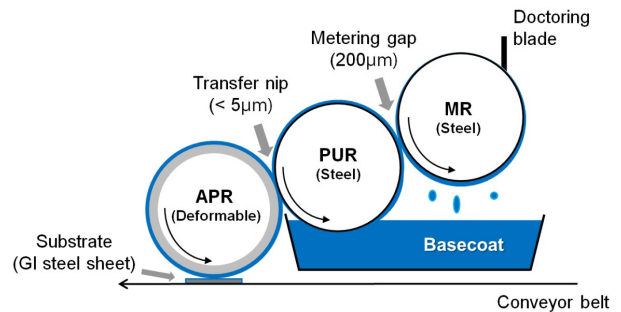 Doctoring
blade
Metering gap
(200μm)
Transfer nip
(< 5μm)
MR
(Steel)
PUR
(Steel)
APR
(Deformable)
Substrate
(GI steel sheet)
Basecoat
Conveyor belt